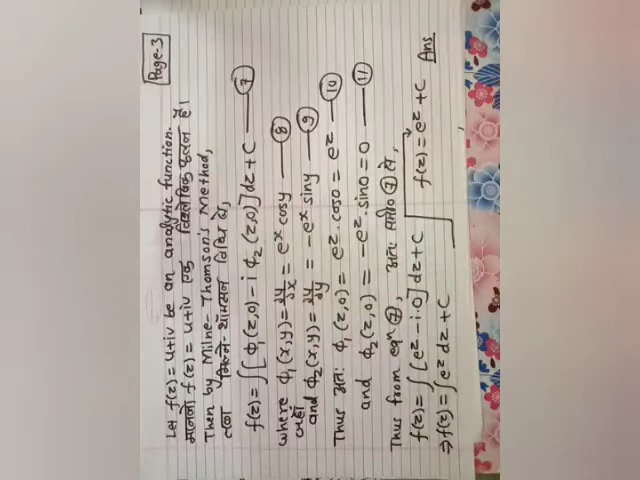 Page-3
Let f(z) = u+iv be an analytic function.
मानलो f(z) = u+iv एक विश्लेषिक फलन है।
Then by Milne-Thomson's Method,
तब मिल्ने-थॉमसन विधि से,
f(z) = ∫[ϕ₁(z,0) - i ϕ₂(z,0)]dz + C —— ⑦
where ϕ₁(x,y) = ∂u/∂x = eˣ cosy —— ⑧
जहाँ
and ϕ₂(x,y) = ∂u/∂y = -eˣ siny —— ⑨
Thus अतः ϕ₁(z,0) = e^z · cos0 = e^z —— ⑩
and ϕ₂(z,0) = -e^z · sin0 = 0 —— ⑪
Thus from eqn ⑦, अतः समी० ⑦ से,
f(z) = ∫[e^z - i·0]dz + C
⇒ f(z) = ∫e^z dz + C
f(z) = e^z + C Ans